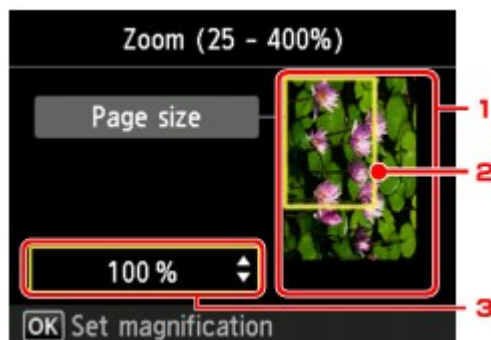 Zoom (25 - 400%)
Page size
1
2
100 %
3
OK Set magnification